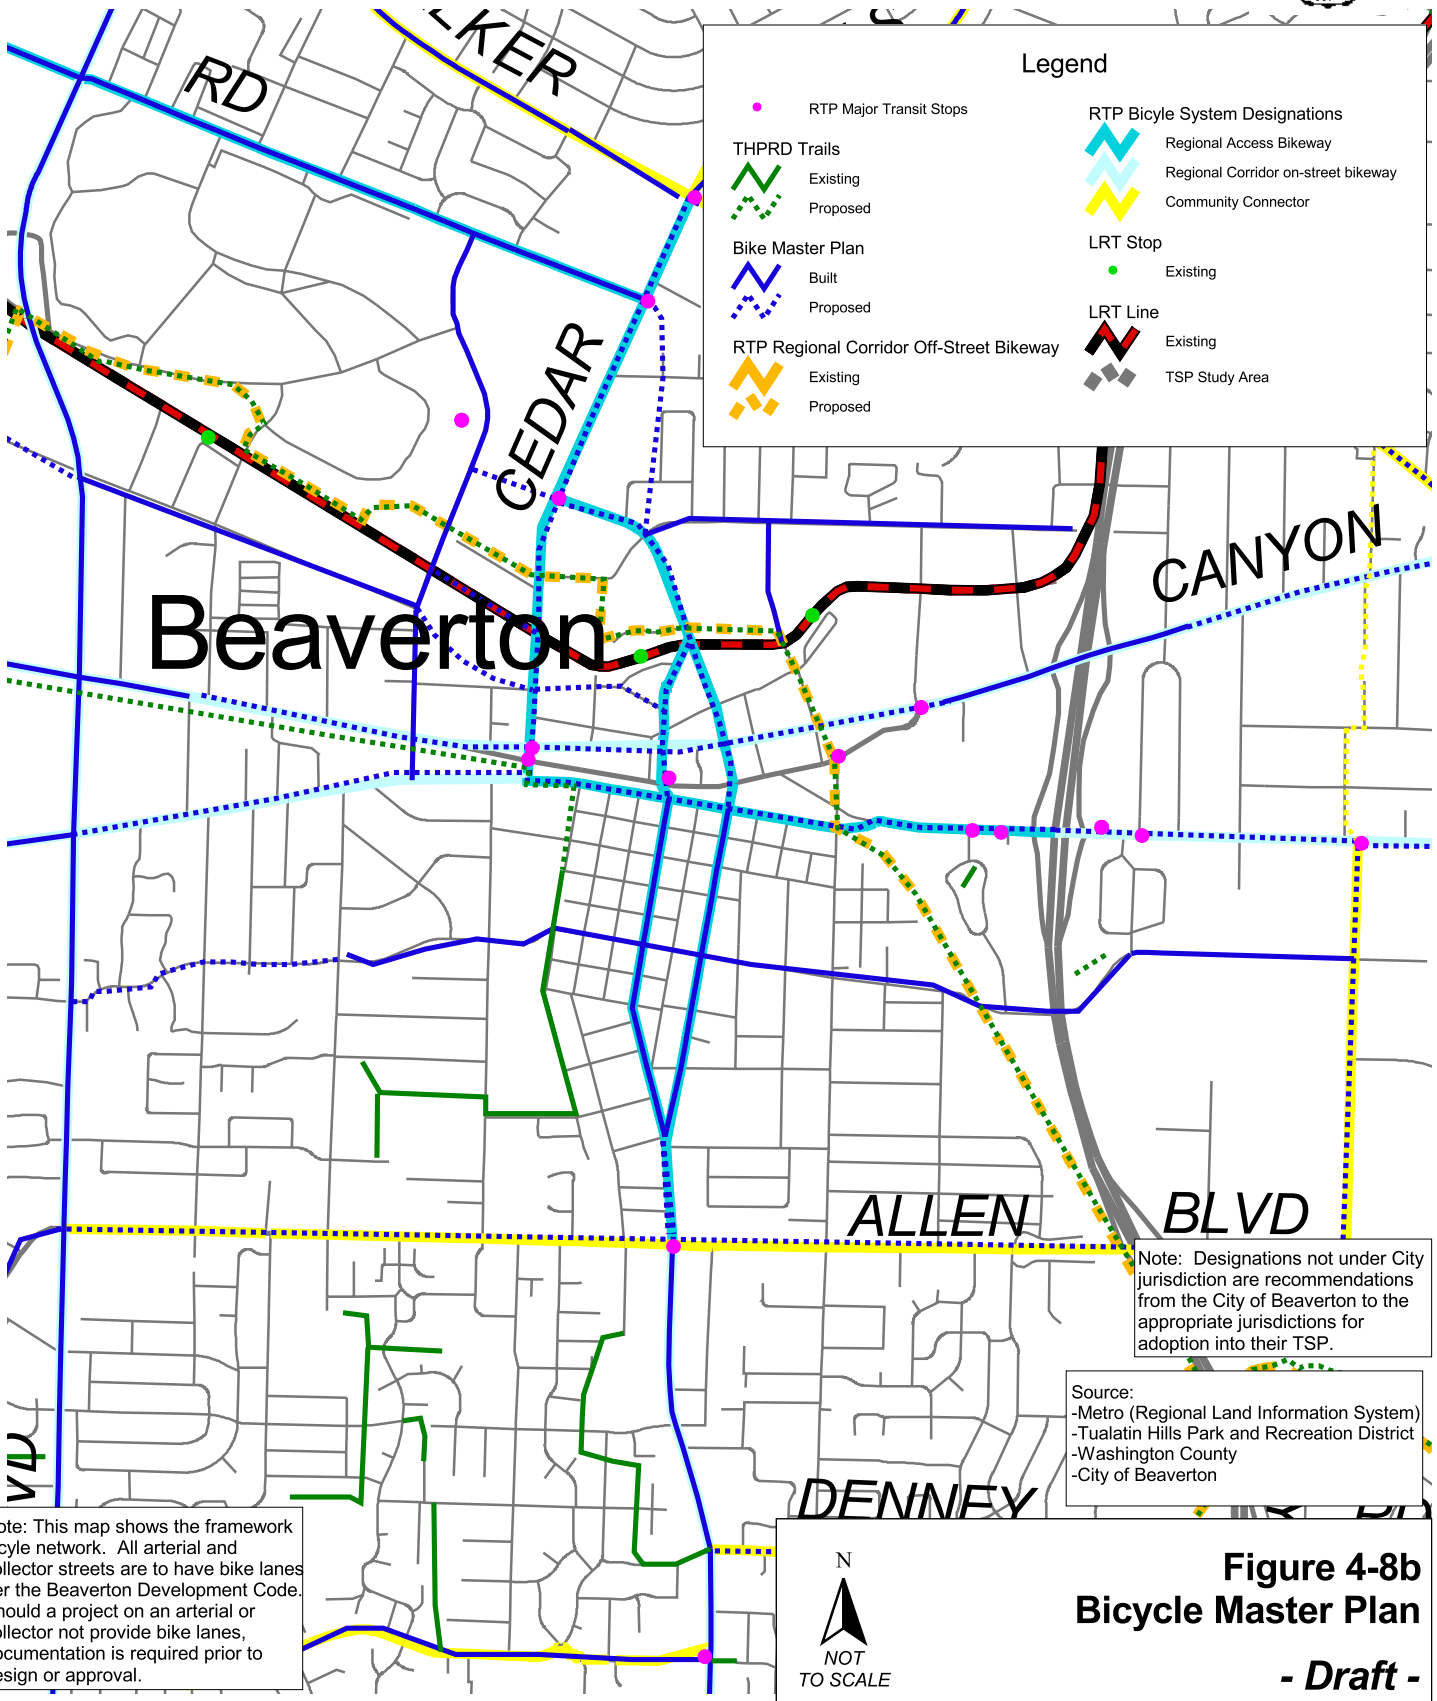 LKER
RD
Legend
RTP Major Transit Stops
THPRD Trails
Existing
Proposed
Bike Master Plan
Built
Proposed
RTP Regional Corridor Off-Street Bikeway
Existing
Proposed
RTP Bicyle System Designations
Regional Access Bikeway
Regional Corridor on-street bikeway
Community Connector
LRT Stop
Existing
LRT Line
Existing
TSP Study Area
CEDAR
CANYON
Beaverton
ALLEN BLVD
Note: Designations not under City
jurisdiction are recommendations
from the City of Beaverton to the
appropriate jurisdictions for
adoption into their TSP.
Source:
-Metro (Regional Land Information System)
-Tualatin Hills Park and Recreation District
-Washington County
-City of Beaverton
VD
DENNEY
RD
ote: This map shows the framework
cyle network. All arterial and
ollector streets are to have bike lanes
er the Beaverton Development Code.
hould a project on an arterial or
ollector not provide bike lanes,
ocumentation is required prior to
esign or approval.
N
NOT
TO SCALE
Figure 4-8b
Bicycle Master Plan
- Draft -